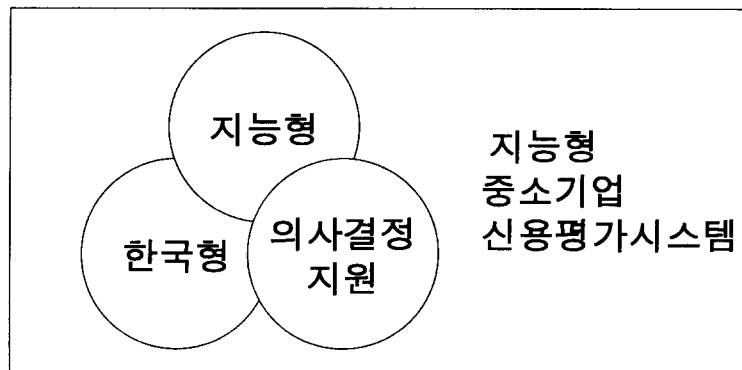 지능형
한국형
의사결정
지원
지능형
중소기업
신용평가시스템